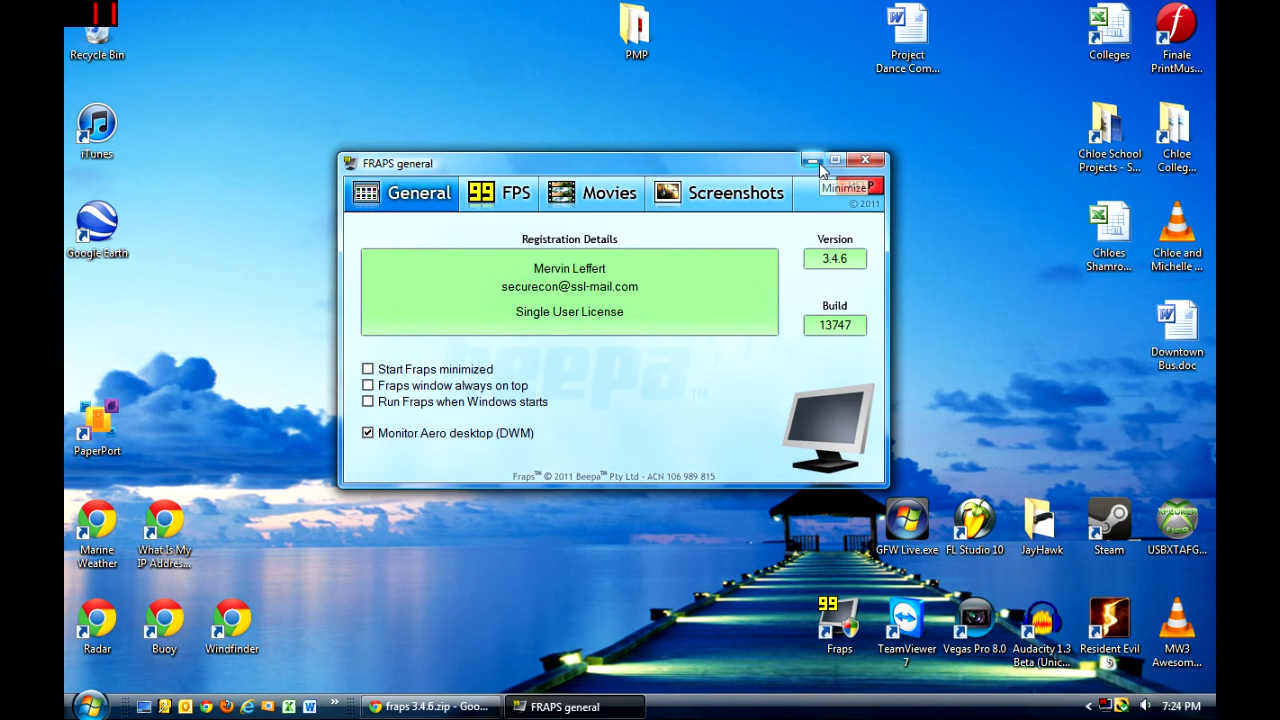 Recycle Bin
PMP
Project
Dance Com...
Colleges
Finale
PrintMus...
iTunes
Chloe School
Projects - S...
Chloe
Colleg...
FRAPS general
General
99
FPS
Movies
Screenshots
Minimize
© 2011
Google Earth
Chloes
Shamro...
Chloe and
Michelle ...
Registration Details
Version
Mervin Leffert
3.4.6
securecon@ssl-mail.com
Single User License
Build
13747
Downtown
Bus.doc
Start Fraps minimized
Fraps window always on top
Run Fraps when Windows starts
Monitor Aero desktop (DWM)
beepa™
Fraps™ © 2011 Beepa™ Pty Ltd - ACN 106 989 815
PaperPort
Marine
Weather
What Is My
IP Addres...
GFW Live.exe
FL Studio 10
JayHawk
Steam
USBXTAFG...
Radar
Buoy
Windfinder
99
Fraps
TeamViewer
7
Vegas Pro 8.0
Audacity 1.3
Beta (Unic...
Resident Evil
5
MW3
Awesom...
fraps 3.4.6.zip - Goo...
FRAPS general
7:24 PM